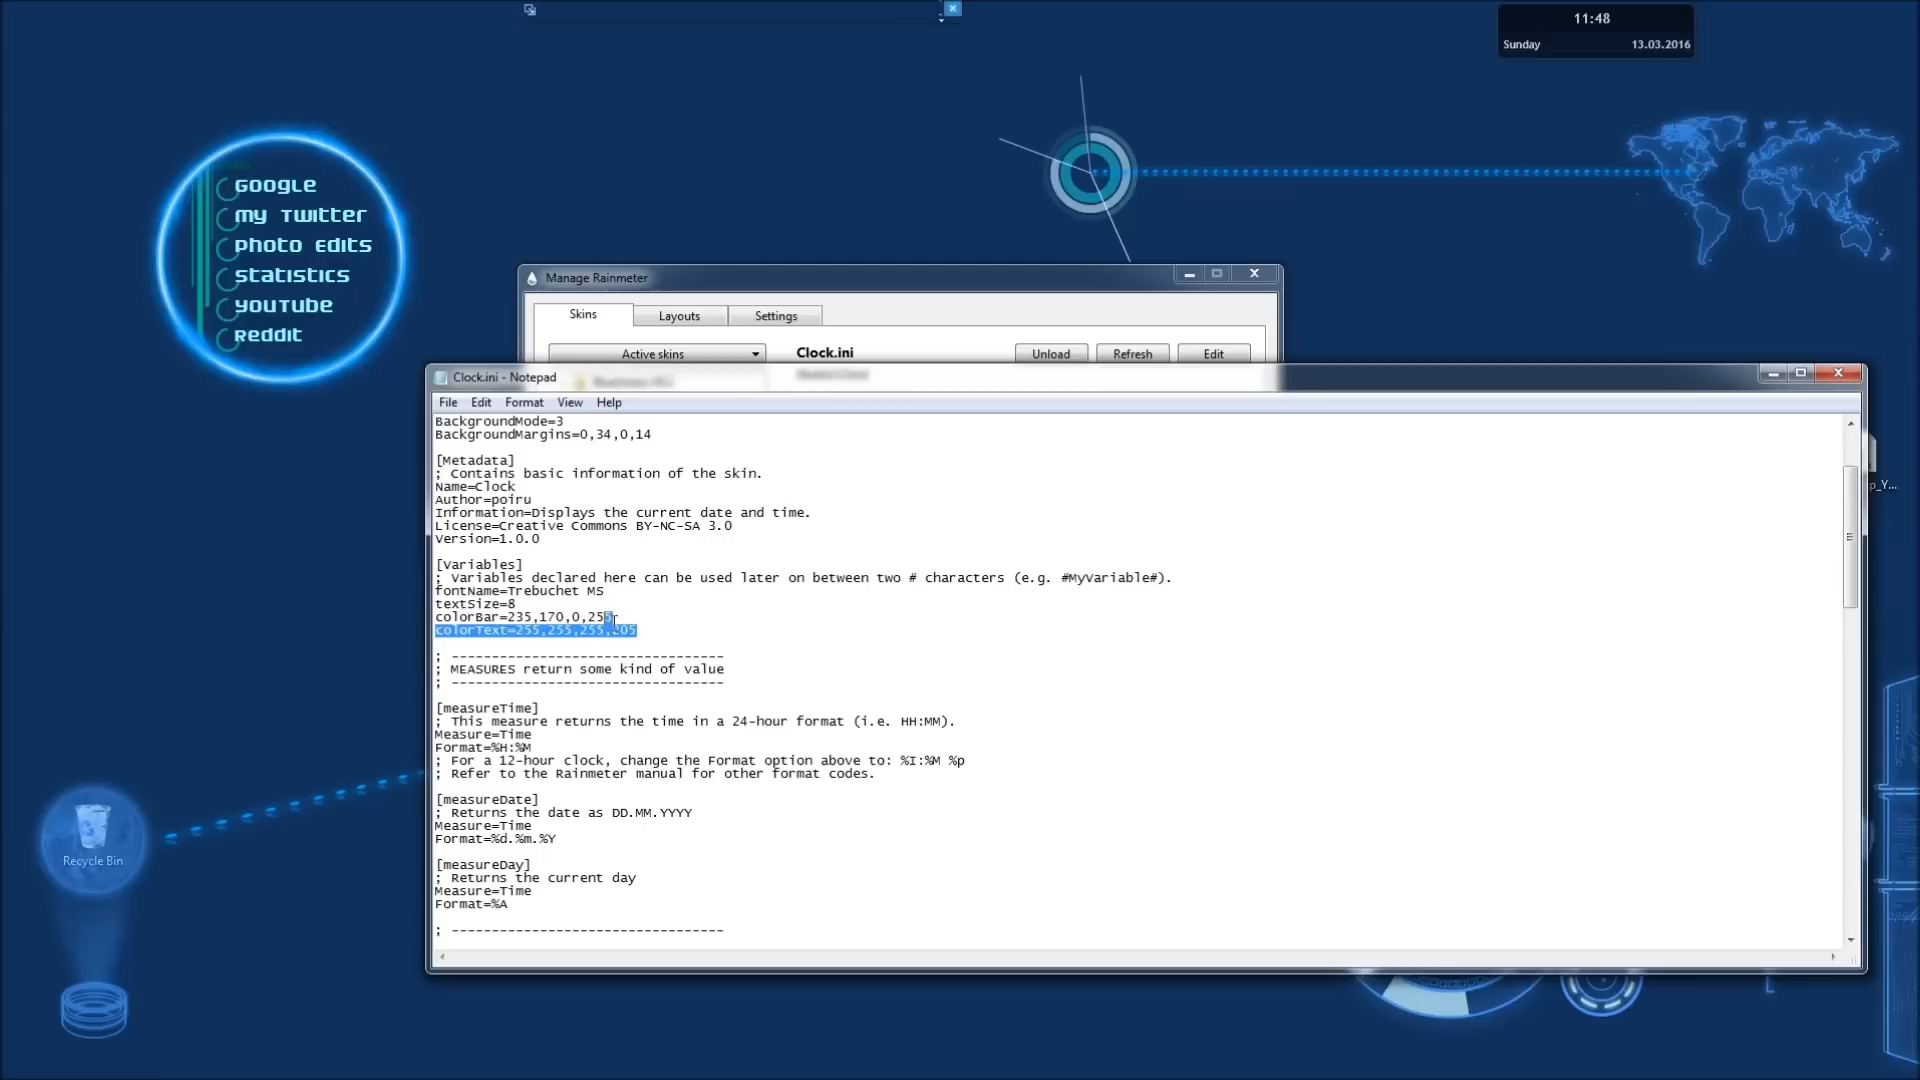 11:48
Sunday 13.03.2016
Google
my Twitter
photo edits
statistics
youTube
reddit
Manage Rainmeter
Skins Layouts Settings
Active skins Clock.ini Unload Refresh Edit
Clock.ini - Notepad
File Edit Format View Help
BackgroundMode=3
BackgroundMargins=0,34,0,14
[Metadata]
; Contains basic information of the skin.
Name=Clock
Author=poiru
Information=Displays the current date and time.
License=Creative Commons BY-NC-SA 3.0
Version=1.0.0
[Variables]
; Variables declared here can be used later on between two # characters (e.g. #MyVariable#).
fontName=Trebuchet MS
textSize=8
colorBar=235,170,0,255
colorText=255,255,255,205
; ----------------------------------
; MEASURES return some kind of value
; ----------------------------------
[measureTime]
; This measure returns the time in a 24-hour format (i.e. HH:MM).
Measure=Time
Format=%H:%M
; For a 12-hour clock, change the Format option above to: %I:%M %p
; Refer to the Rainmeter manual for other format codes.
[measureDate]
; Returns the date as DD.MM.YYYY
Measure=Time
Format=%d.%m.%Y
[measureDay]
; Returns the current day
Measure=Time
Format=%A
; ----------------------------------
p_Y...
Recycle Bin